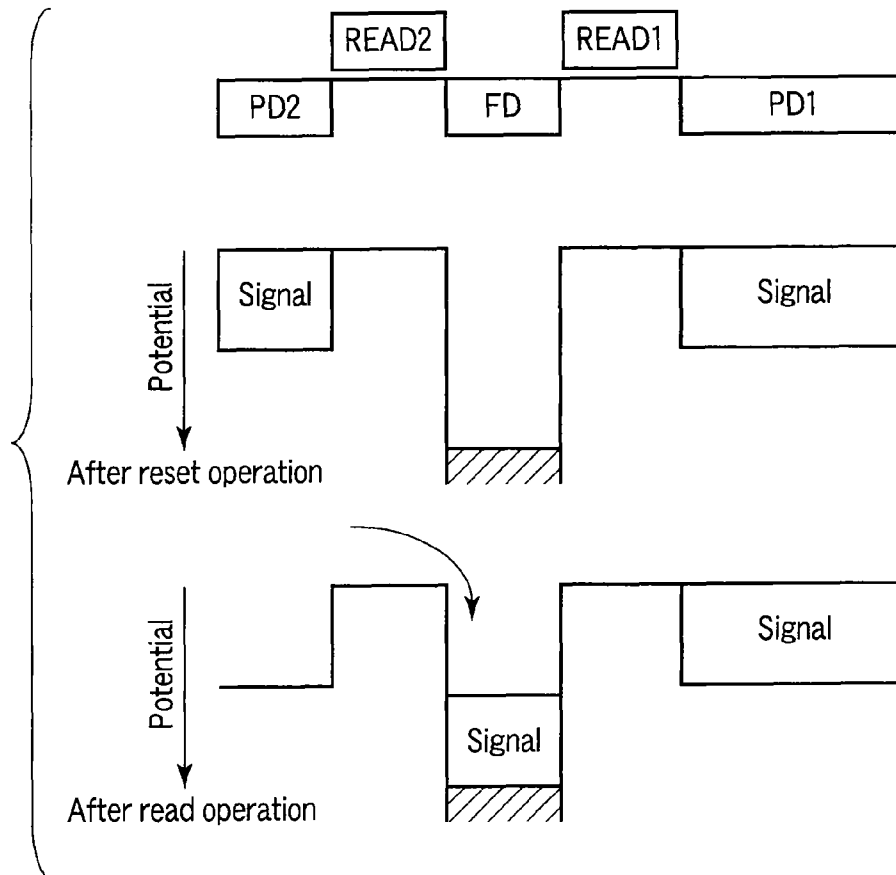 READ2 READ1
PD2 FD PD1
Potential
Signal Signal
After reset operation
Potential
Signal
Signal
After read operation